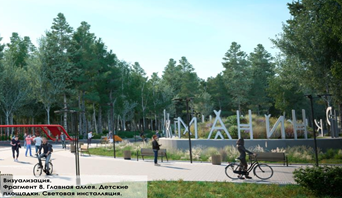 Визуализация.
Фрагмент 8. Главная аллея. Детские
площадки. Световая инсталляция.